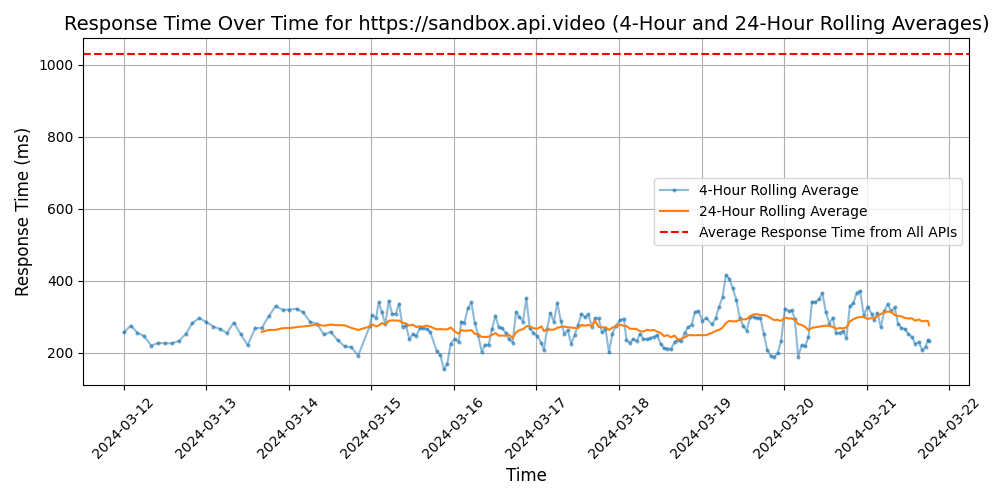 Response Time Over Time for https://sandbox.api.video (4-Hour and 24-Hour Rolling Averages)
Response Time (ms)
1000
800
600
400
200
4-Hour Rolling Average
24-Hour Rolling Average
Average Response Time from All APIs
2024-03-12
2024-03-13
2024-03-14
2024-03-15
2024-03-16
2024-03-17
2024-03-18
2024-03-19
2024-03-20
2024-03-21
2024-03-22
Time